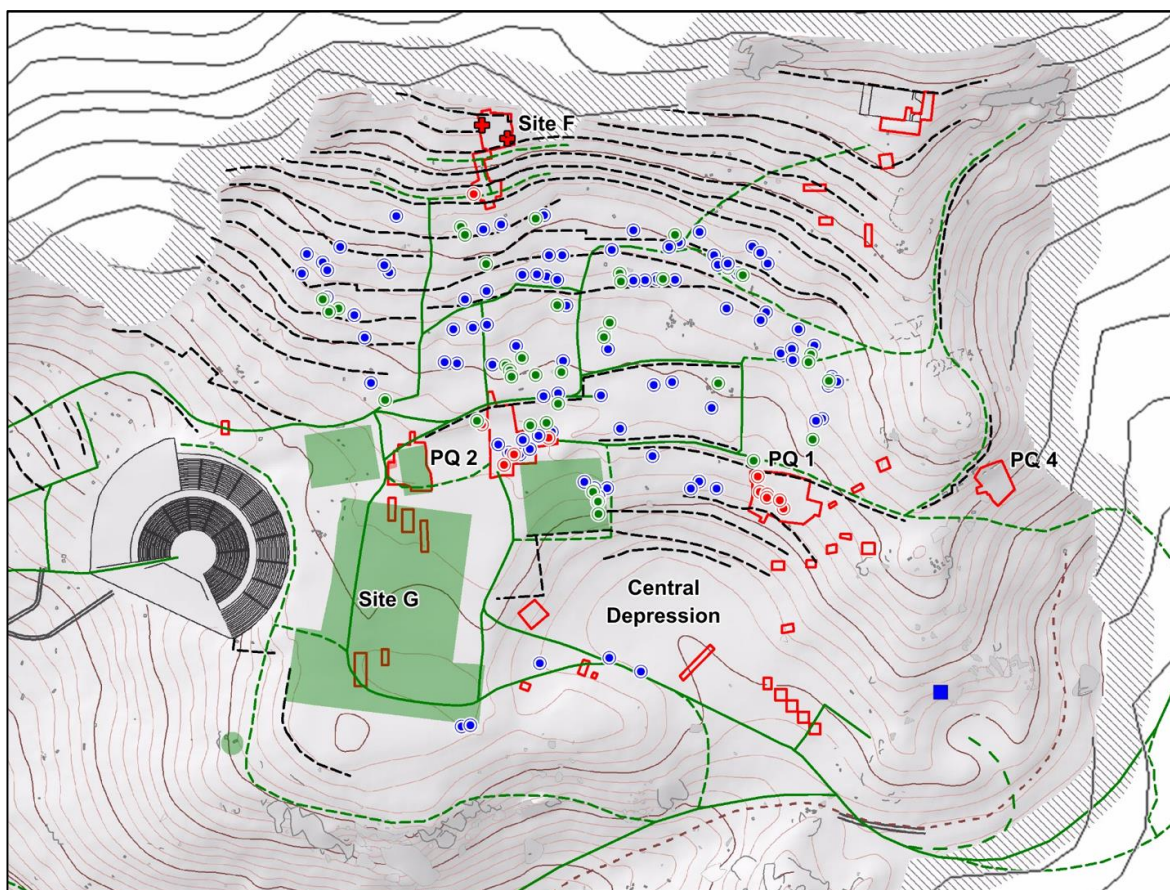 Site F
PQ 2
PQ 1
PQ 4
Site G
Central
Depression